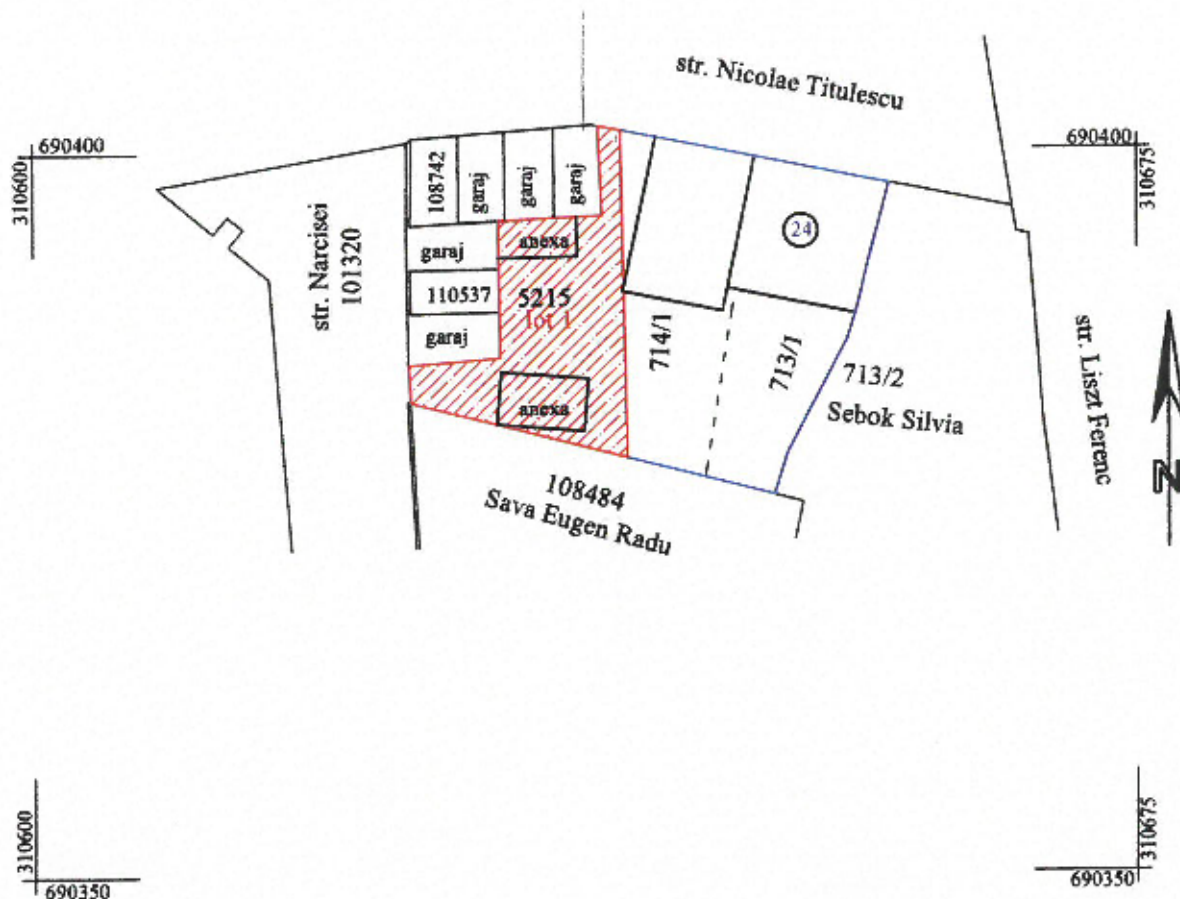 str. Nicolae Titulescu
690400
310600
690400
310675
108742
garaj
garaj
garaj
str. Narcisei
101320
garaj
anexa
24
110537
5215
lot 1
garaj
714/1
713/1
713/2
Sebok Silvia
str. Liszt Ferenc
anexa
N
108484
Sava Eugen Radu
310600
690350
310675
690350